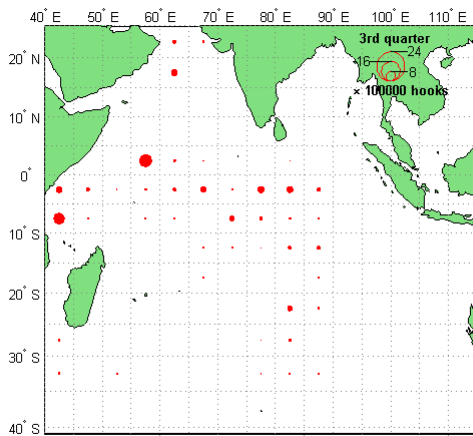 40° E 50° E 60° E 70° E 80° E 90° E 100° E 110° E
3rd quarter
24
20° N
16
8
× 100000 hooks
10° N
0°
10° S
20° S
30° S
40° S